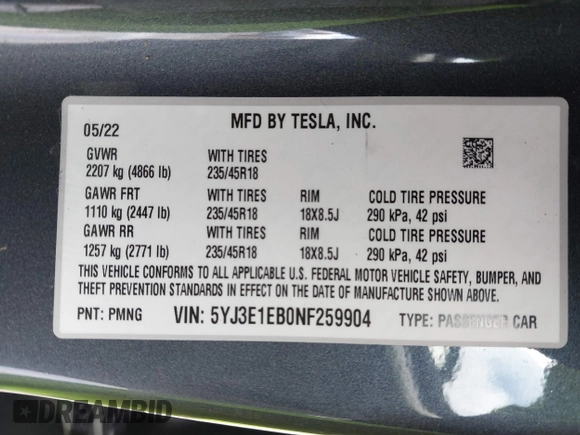 MFD BY TESLA, INC.
05/22
GVWR WITH TIRES
2207 kg (4866 lb) 235/45R18
GAWR FRT WITH TIRES RIM COLD TIRE PRESSURE
1110 kg (2447 lb) 235/45R18 18X8.5J 290 kPa, 42 psi
GAWR RR WITH TIRES RIM COLD TIRE PRESSURE
1257 kg (2771 lb) 235/45R18 18X8.5J 290 kPa, 42 psi
THIS VEHICLE CONFORMS TO ALL APPLICABLE U.S. FEDERAL MOTOR VEHICLE SAFETY, BUMPER, AND
THEFT PREVENTION STANDARDS IN EFFECT ON THE DATE OF MANUFACTURE SHOWN ABOVE.
PNT: PMNG VIN: 5YJ3E1EB0NF259904 TYPE: PASSENGER CAR
DREAMBID